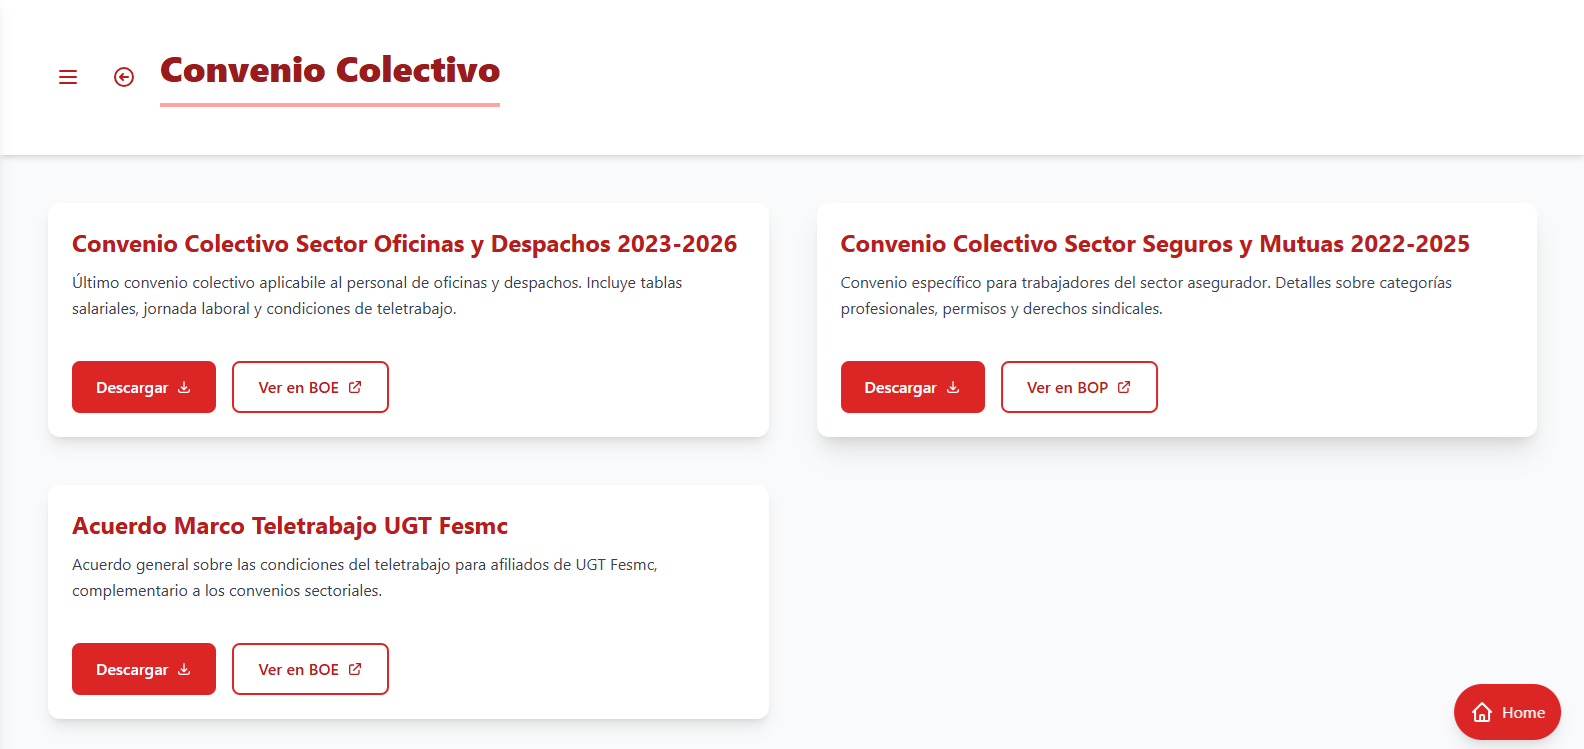 Convenio Colectivo
Convenio Colectivo Sector Oficinas y Despachos 2023-2026
Último convenio colectivo aplicabile al personal de oficinas y despachos. Incluye tablas
salariales, jornada laboral y condiciones de teletrabajo.
Descargar
Ver en BOE
Convenio Colectivo Sector Seguros y Mutuas 2022-2025
Convenio específico para trabajadores del sector asegurador. Detalles sobre categorías
profesionales, permisos y derechos sindicales.
Descargar
Ver en BOP
Acuerdo Marco Teletrabajo UGT Fesmc
Acuerdo general sobre las condiciones del teletrabajo para afiliados de UGT Fesmc,
complementario a los convenios sectoriales.
Descargar
Ver en BOE
Home